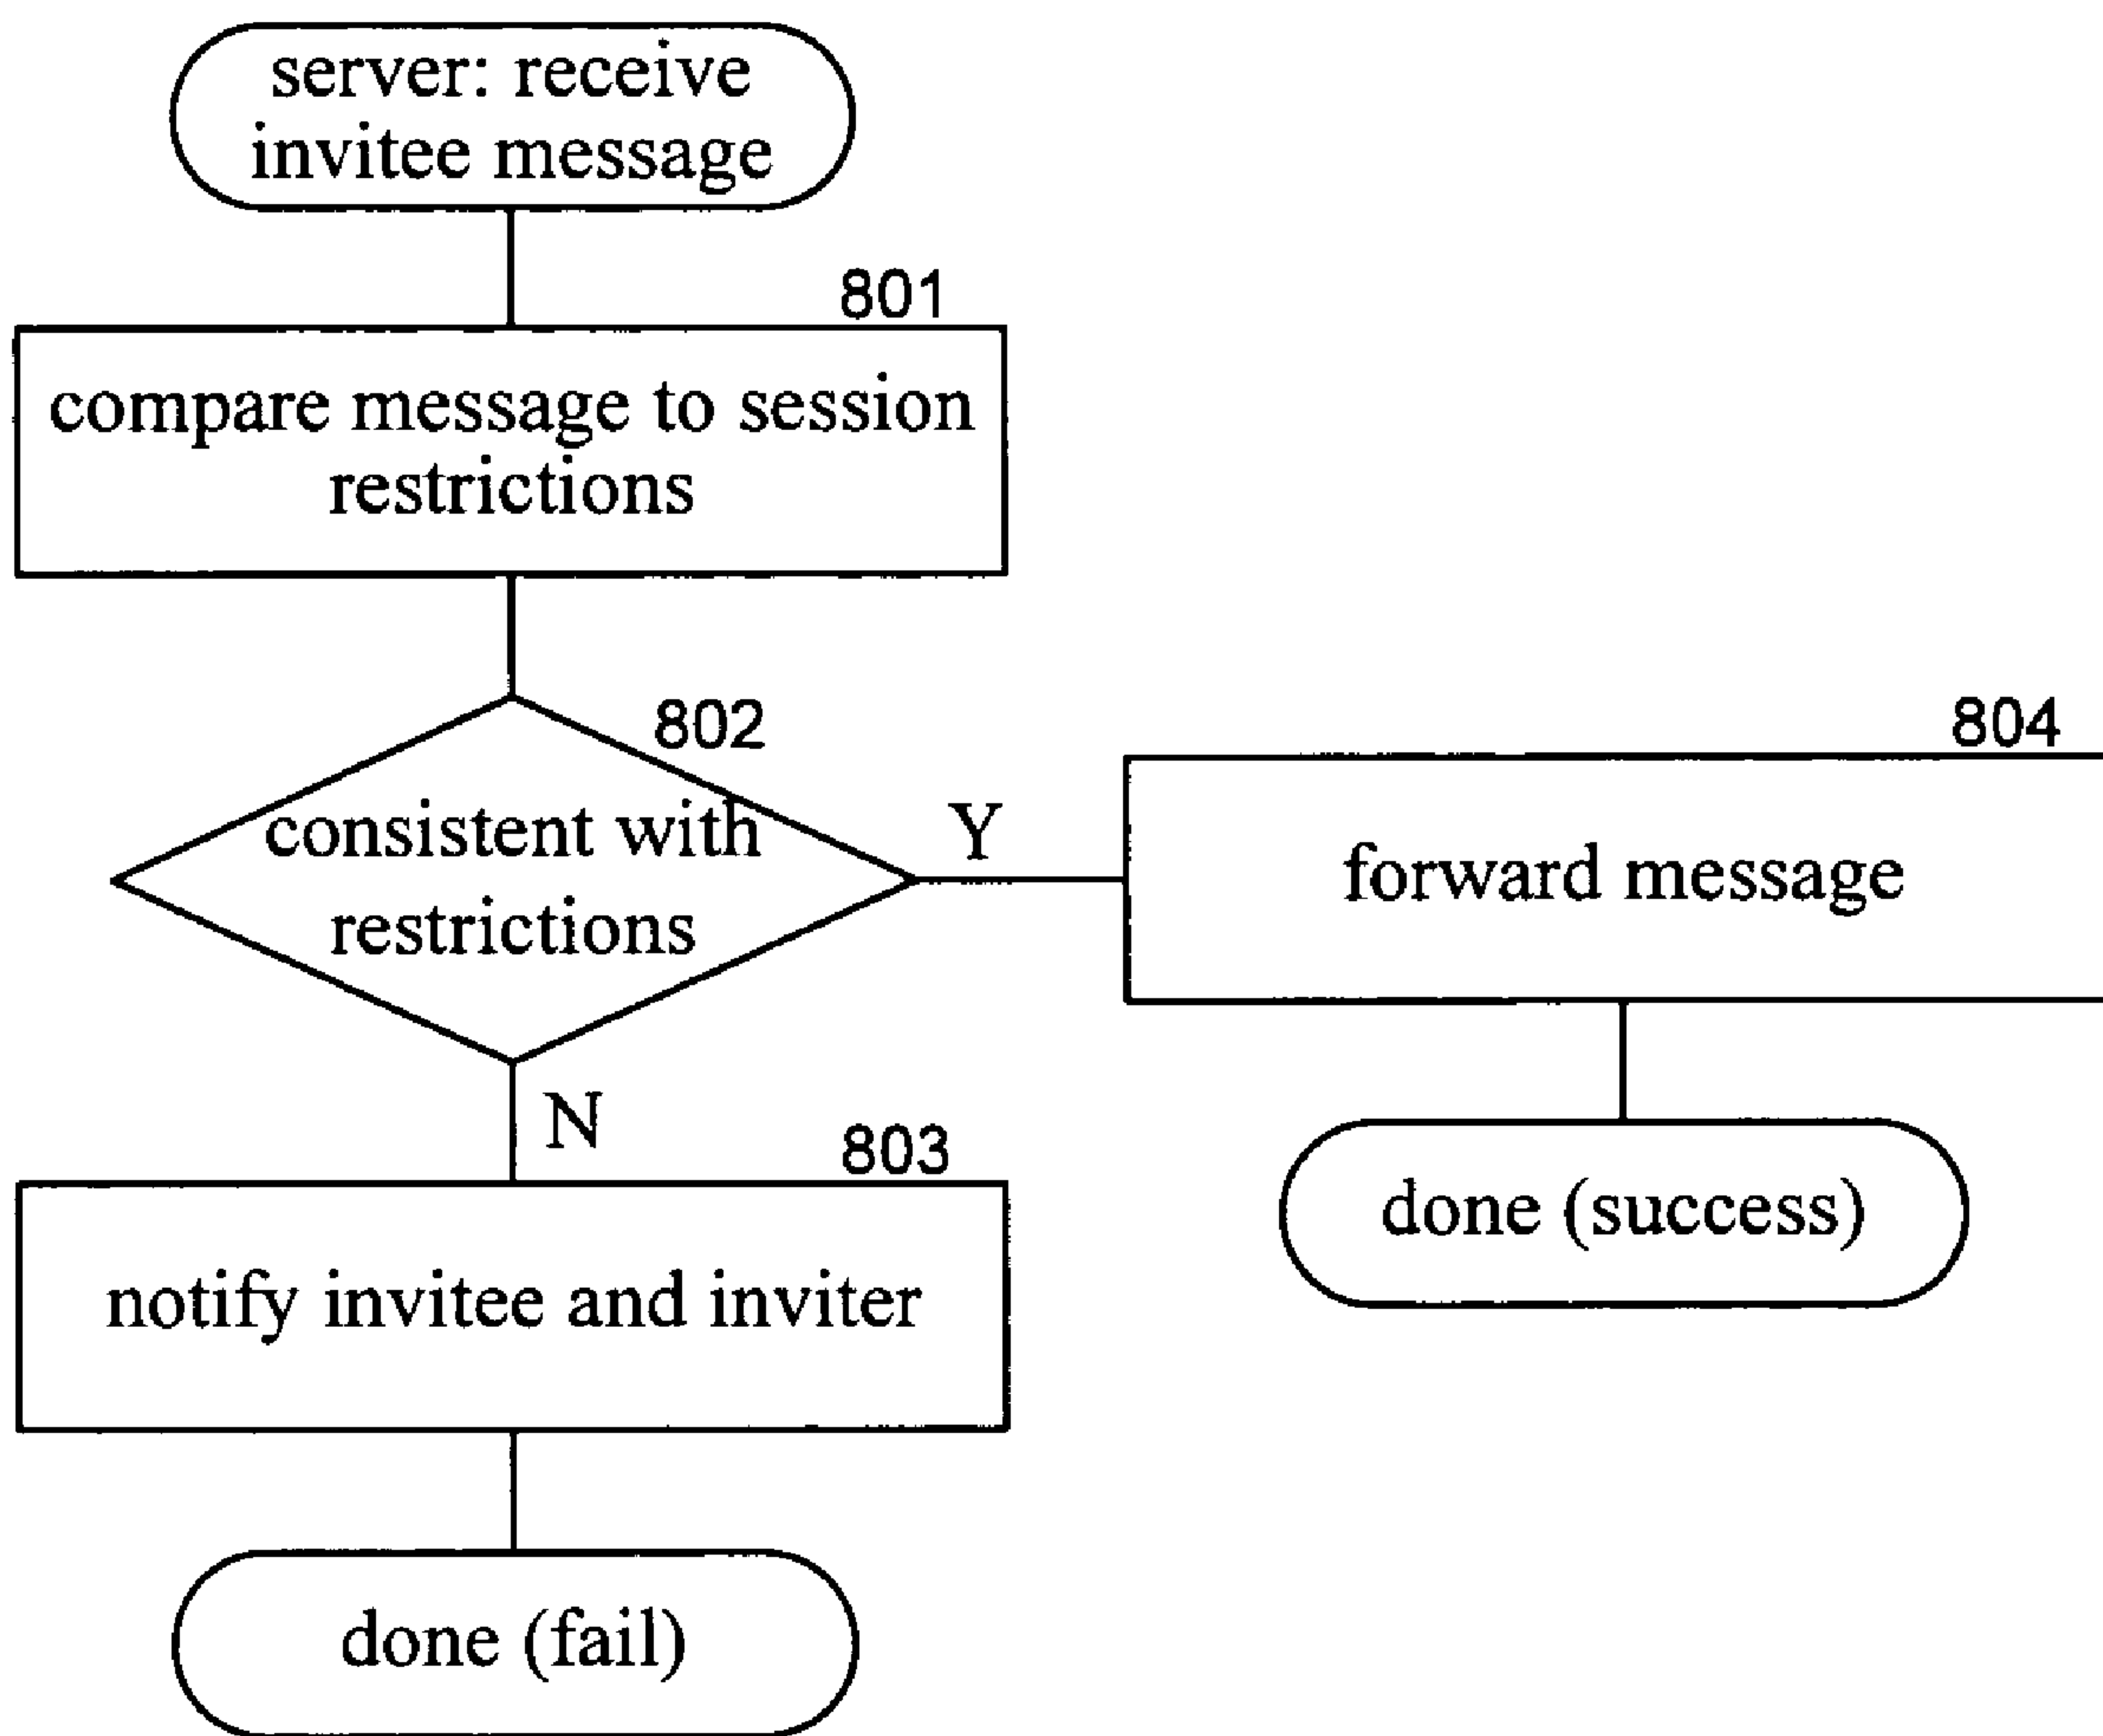 server: receive
invitee message
801
compare message to session
restrictions
802
consistent with
restrictions
Y
804
forward message
done (success)
N
803
notify invitee and inviter
done (fail)